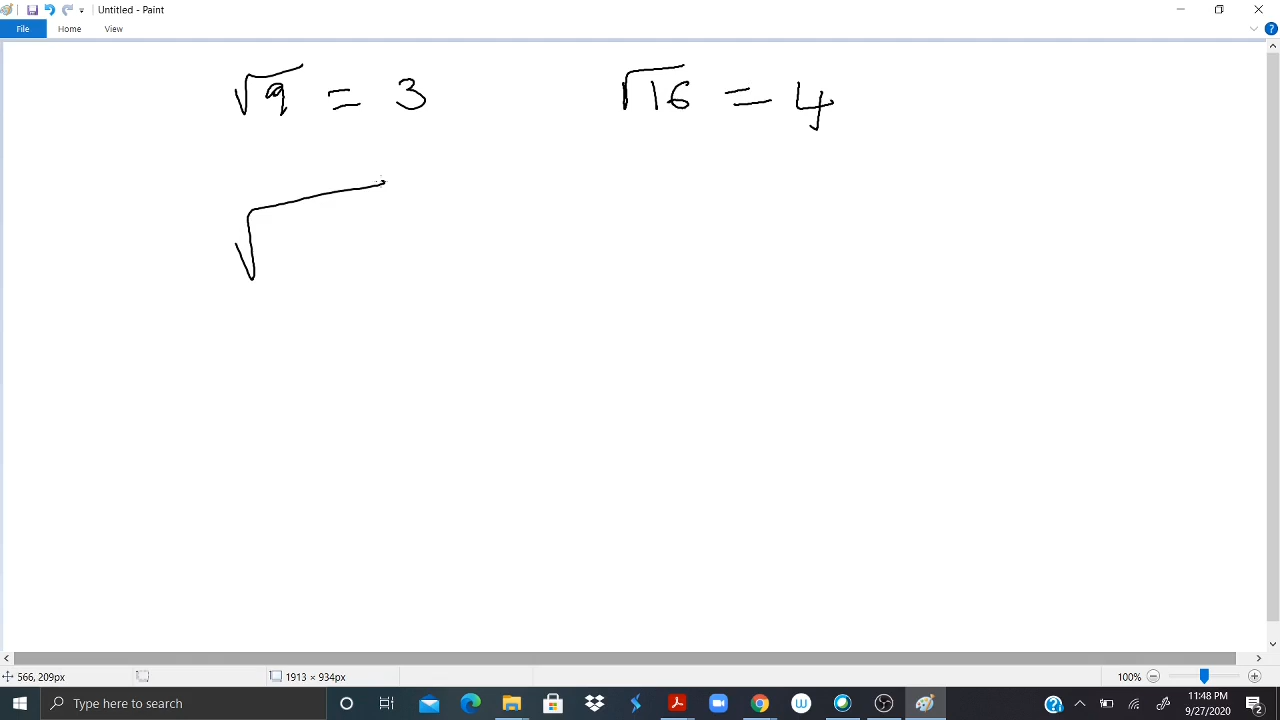 Untitled - Paint
File Home View
√9 = 3 √16 = 4
√
566, 209px 1913 × 934px 100%
Type here to search
11:48 PM
9/27/2020
2